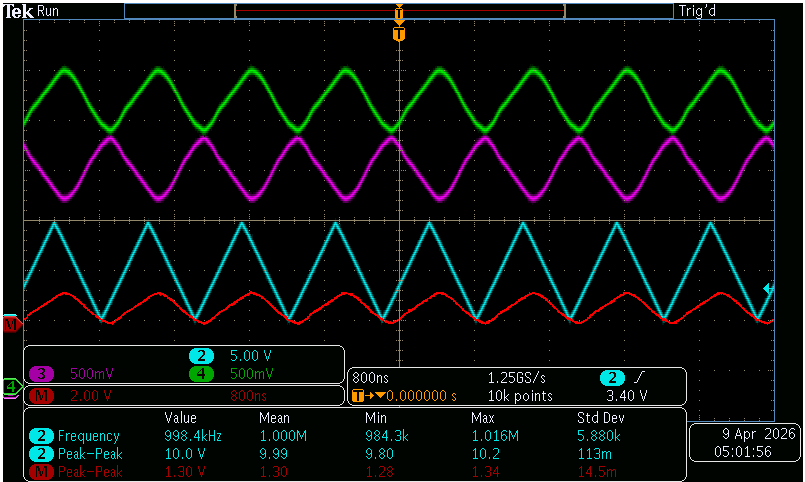 Tek Run Trig'd
T
T
M
2 5.00 V
3 500mV 4 500mV
M 2.00 V 800ns
4
800ns 1.25GS/s 2
T→▼0.000000 s 10k points 3.40 V
Value Mean Min Max Std Dev
2 Frequency 998.4kHz 1.000M 984.3k 1.016M 5.880k
2 Peak-Peak 10.0 V 9.99 9.80 10.2 113m
M Peak-Peak 1.30 V 1.30 1.28 1.34 14.5m
9 Apr 2026
05:01:56